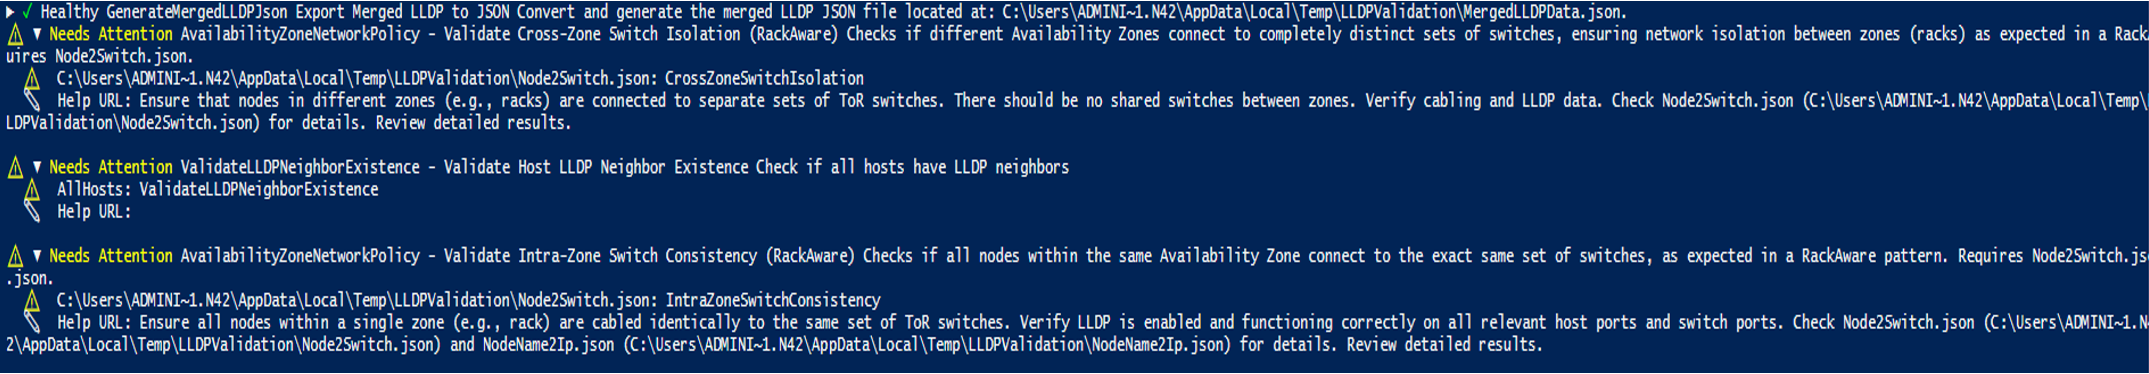 ▶ ✓ Healthy GenerateMergedLLDPJson Export Merged LLDP to JSON Convert and generate the merged LLDP JSON file located at: C:\Users\ADMINI~1.N42\AppData\Local\Temp\LLDPValidation\MergedLLDPData.json.
⚠ ▼ Needs Attention AvailabilityZoneNetworkPolicy - Validate Cross-Zone Switch Isolation (RackAware) Checks if different Availability Zones connect to completely distinct sets of switches, ensuring network isolation between zones (racks) as expected in a Rack
uires Node2Switch.json.
⚠ C:\Users\ADMINI~1.N42\AppData\Local\Temp\LLDPValidation\Node2Switch.json: CrossZoneSwitchIsolation
Help URL: Ensure that nodes in different zones (e.g., racks) are connected to separate sets of ToR switches. There should be no shared switches between zones. Verify cabling and LLDP data. Check Node2Switch.json (C:\Users\ADMINI~1.N42\AppData\Local\Temp\
LLDPValidation\Node2Switch.json) for details. Review detailed results.
⚠ ▼ Needs Attention ValidateLLDPNeighborExistence - Validate Host LLDP Neighbor Existence Check if all hosts have LLDP neighbors
⚠ AllHosts: ValidateLLDPNeighborExistence
Help URL:
⚠ ▼ Needs Attention AvailabilityZoneNetworkPolicy - Validate Intra-Zone Switch Consistency (RackAware) Checks if all nodes within the same Availability Zone connect to the exact same set of switches, as expected in a RackAware pattern. Requires Node2Switch.js
.json.
⚠ C:\Users\ADMINI~1.N42\AppData\Local\Temp\LLDPValidation\Node2Switch.json: IntraZoneSwitchConsistency
Help URL: Ensure all nodes within a single zone (e.g., rack) are cabled identically to the same set of ToR switches. Verify LLDP is enabled and functioning correctly on all relevant host ports and switch ports. Check Node2Switch.json (C:\Users\ADMINI~1.N4
2\AppData\Local\Temp\LLDPValidation\Node2Switch.json) and NodeName2Ip.json (C:\Users\ADMINI~1.N42\AppData\Local\Temp\LLDPValidation\NodeName2Ip.json) for details. Review detailed results.